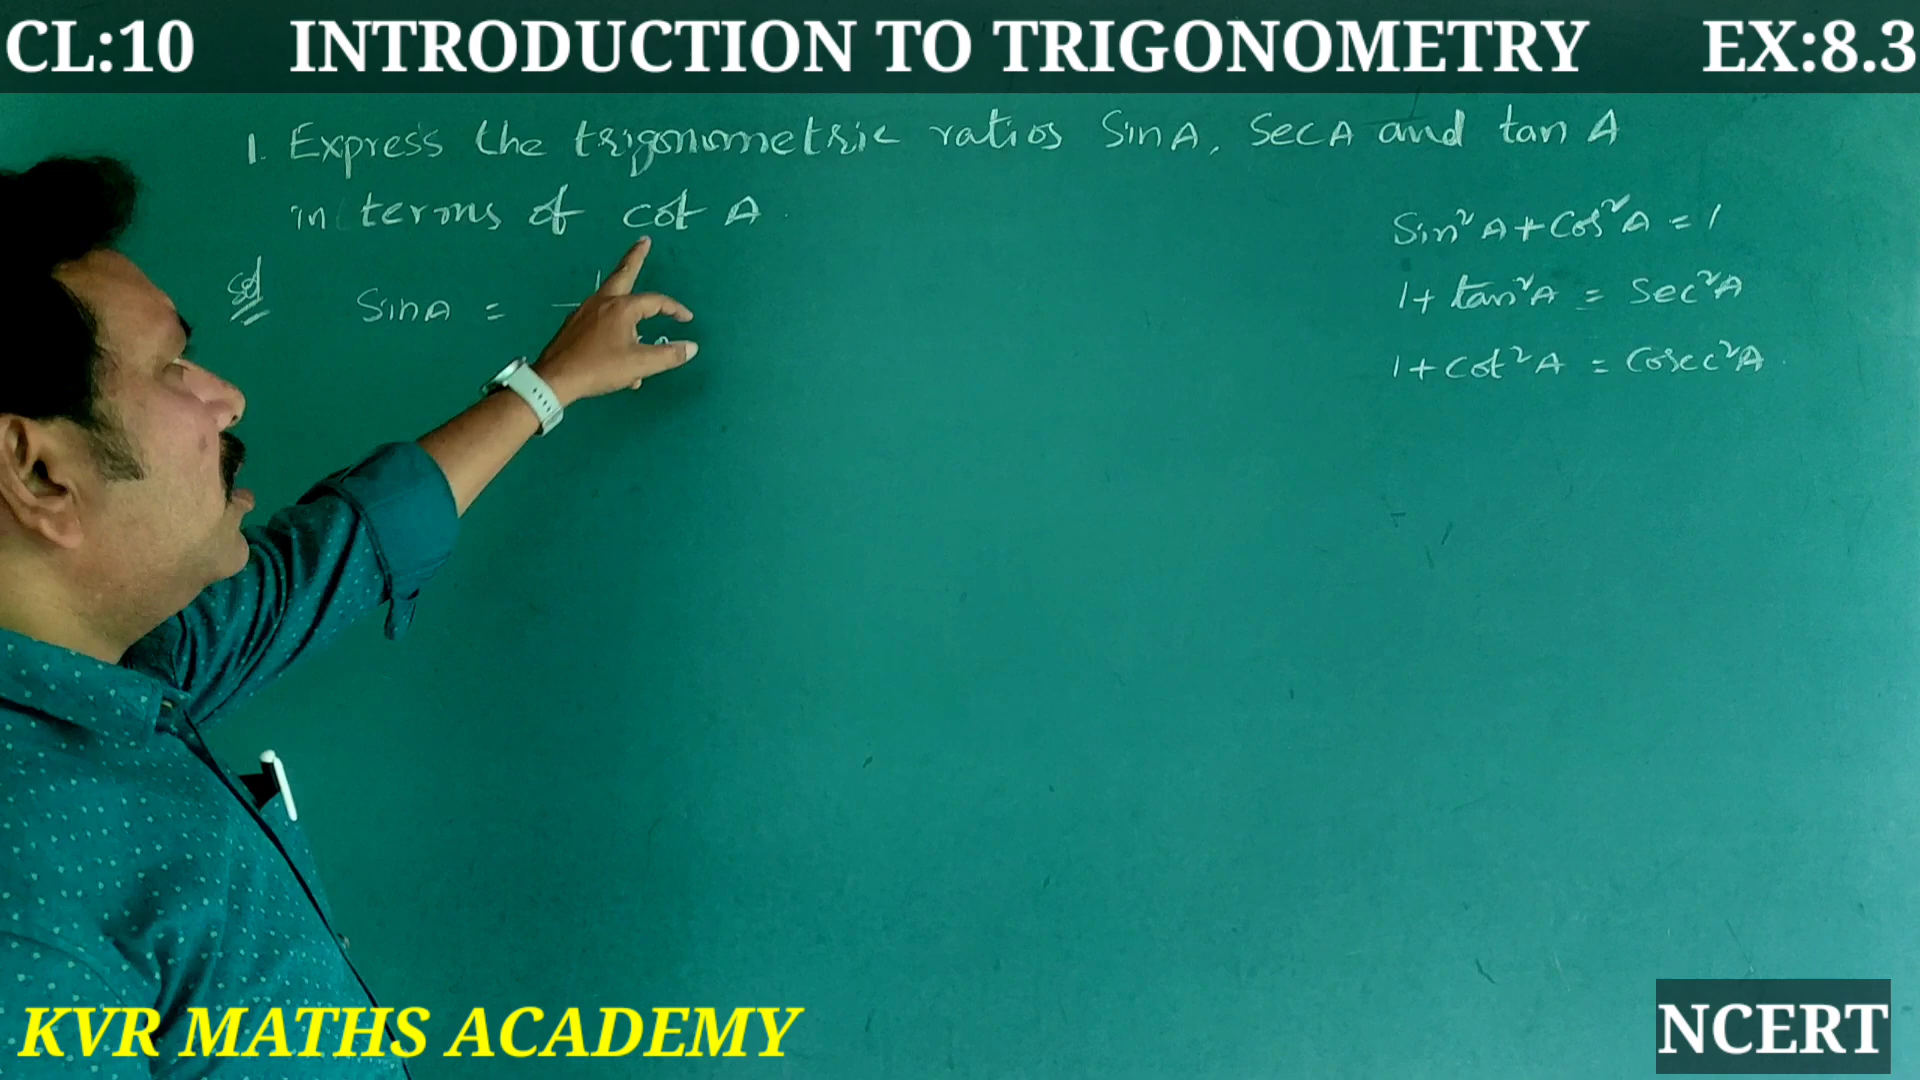 CL:10 INTRODUCTION TO TRIGONOMETRY EX:8.3
1. Express the trigonometric ratios Sin A, Sec A and tan A
in terms of cot A
Sol Sin A = 1
Sin²A + Cos²A = 1
1 + tan²A = Sec²A
1 + cot²A = Cosec²A
KVR MATHS ACADEMY
NCERT